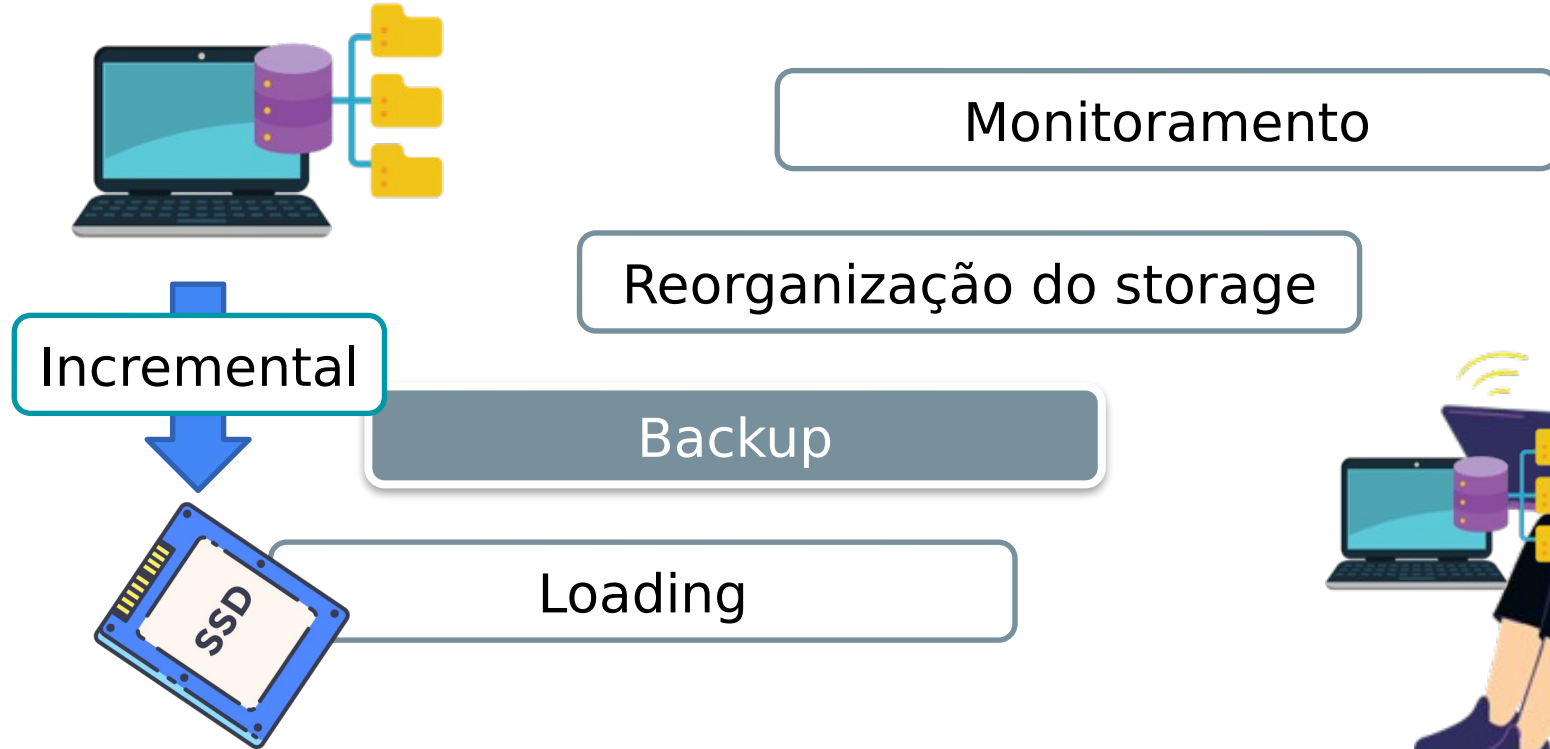 Monitoramento
Reorganização do storage
Incremental
Backup
Loading
SSD